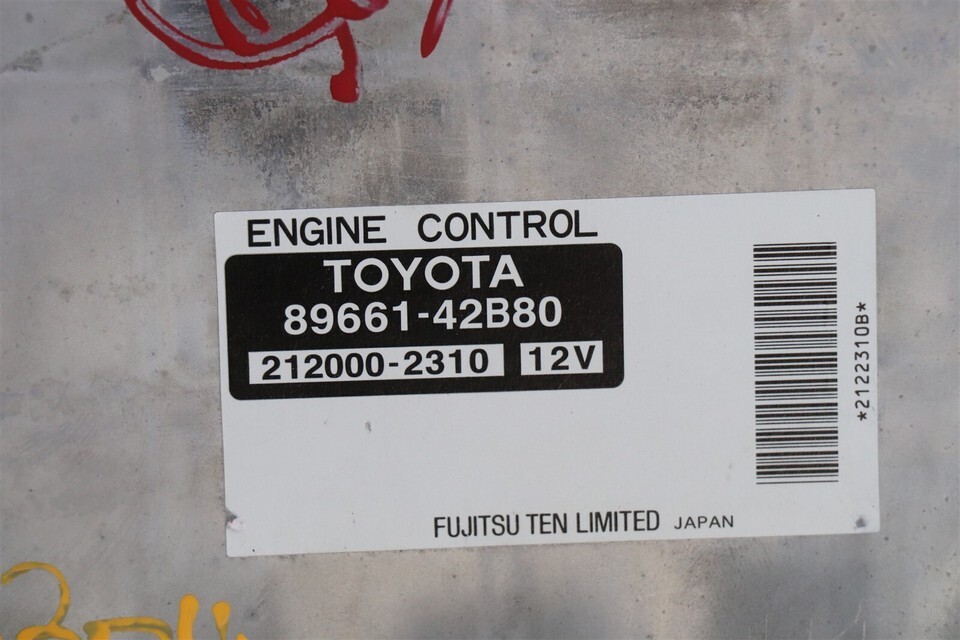 ENGINE CONTROL
TOYOTA
89661-42B80
212000-2310 12V
*2122310B*
FUJITSU TEN LIMITED JAPAN